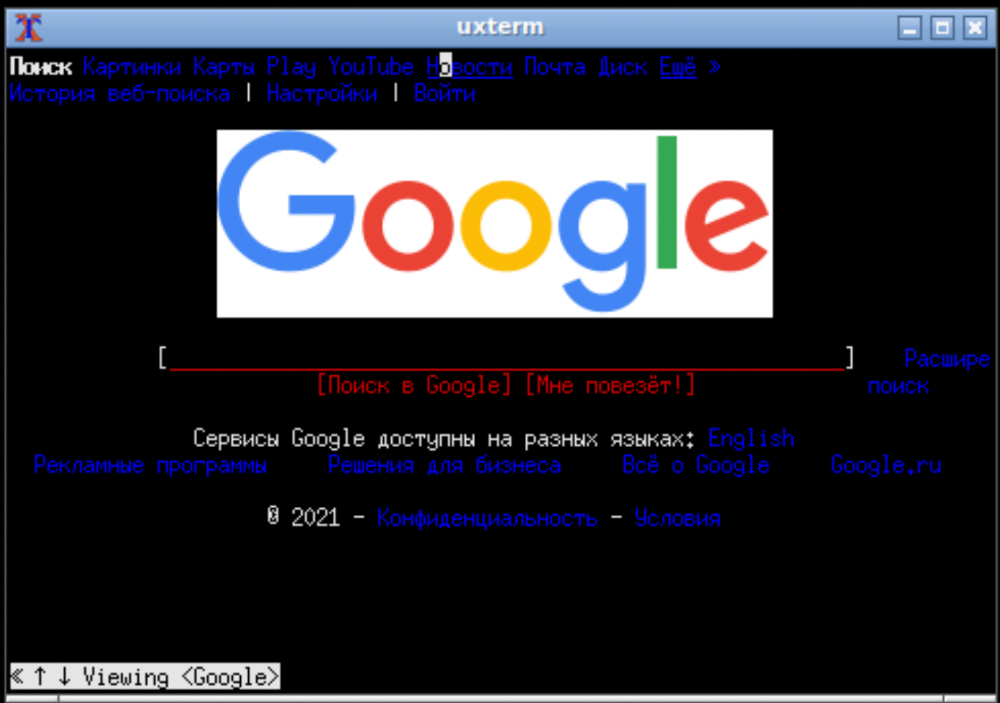 uxterm
Поиск Картинки Карты Play YouTube Новости Почта Диск Ещё »
История веб-поиска | Настройки | Войти
Google
[ ] Расшире
[Поиск в Google] [Мне повезёт!] поиск
Сервисы Google доступны на разных языках: English
Рекламные программы Решения для бизнеса Всё о Google Google.ru
© 2021 - Конфиденциальность - Условия
« ↑ ↓ Viewing <Google>